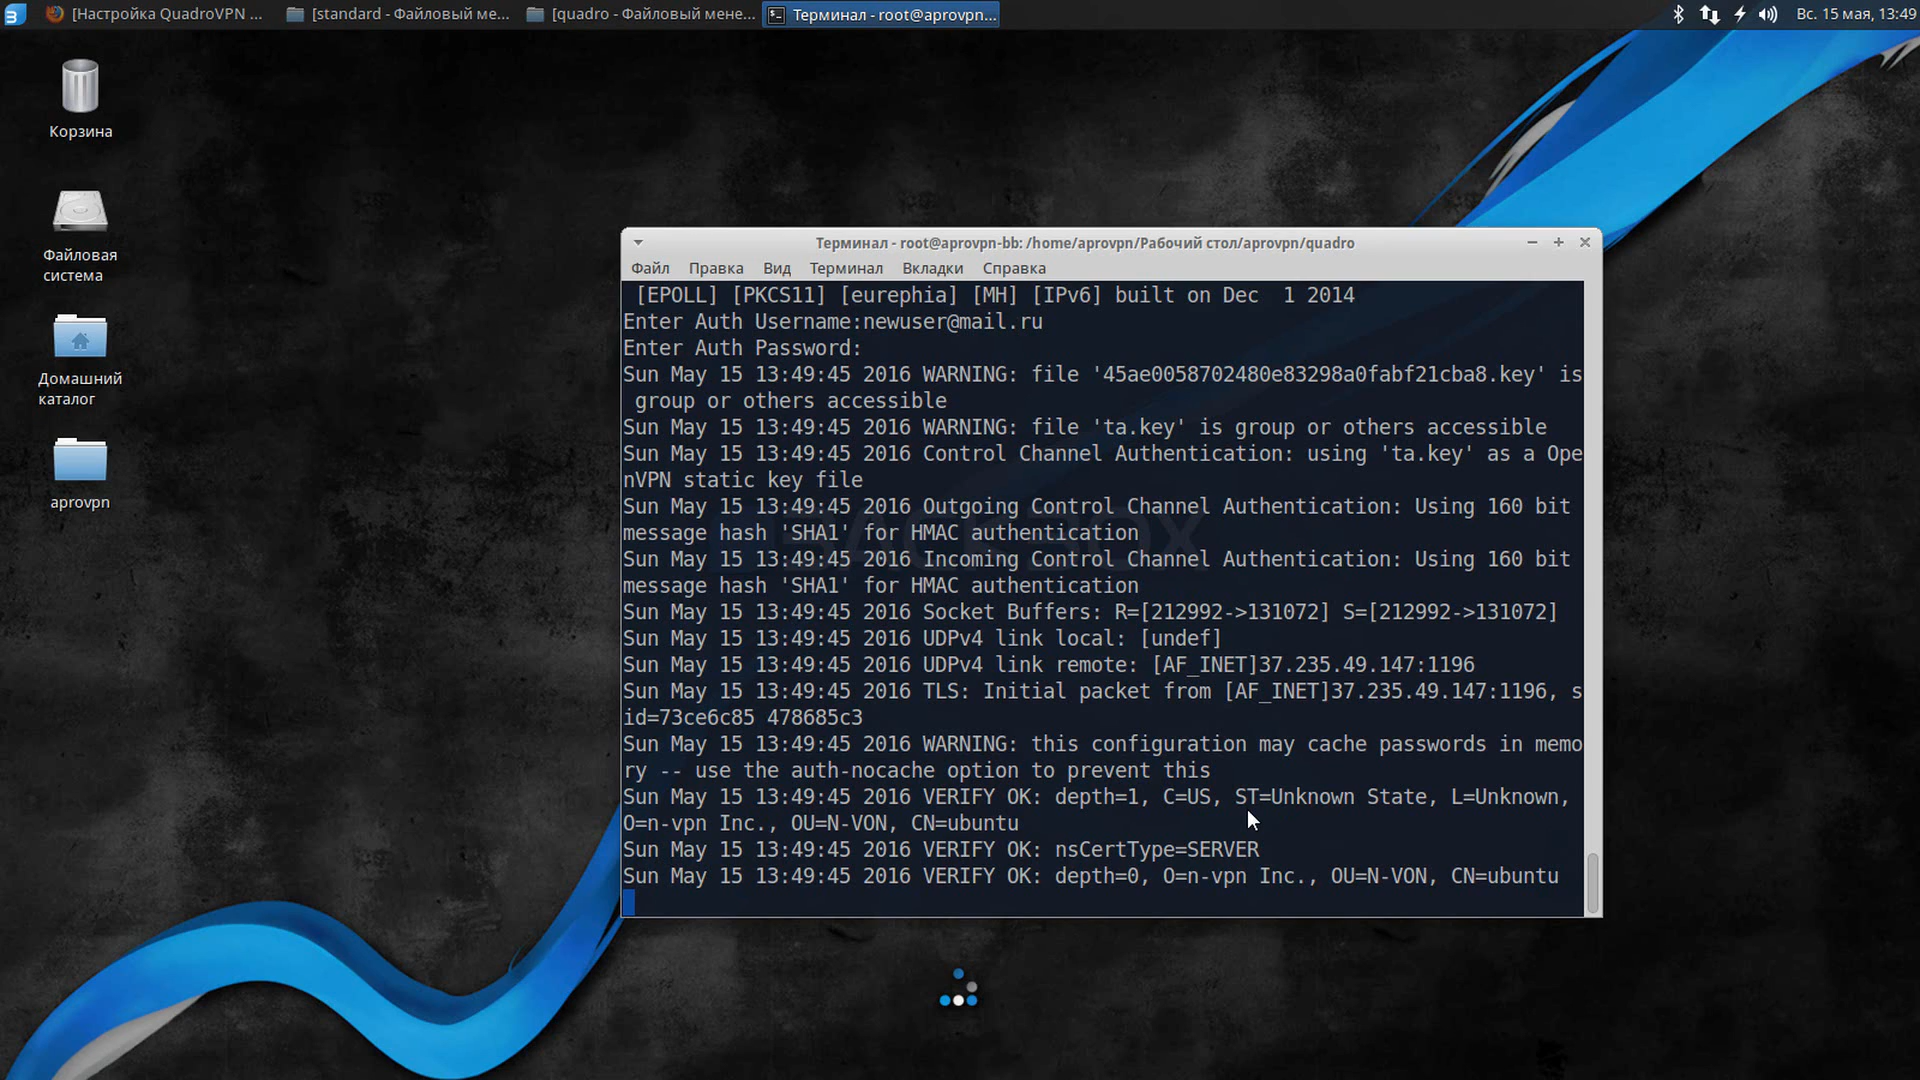 [Настройка QuadroVPN ...
[standard - Файловый ме...
[quadro - Файловый мене...
Терминал - root@aprovpn...
Вс. 15 мая, 13:49
Корзина
Файловая
система
Домашний
каталог
aprovpn
Терминал - root@aprovpn-bb: /home/aprovpn/Рабочий стол/aprovpn/quadro
Файл Правка Вид Терминал Вкладки Справка
[EPOLL] [PKCS11] [eurephia] [MH] [IPv6] built on Dec  1 2014
Enter Auth Username:newuser@mail.ru
Enter Auth Password:
Sun May 15 13:49:45 2016 WARNING: file '45ae0058702480e83298a0fabf21cba8.key' is
group or others accessible
Sun May 15 13:49:45 2016 WARNING: file 'ta.key' is group or others accessible
Sun May 15 13:49:45 2016 Control Channel Authentication: using 'ta.key' as a Ope
nVPN static key file
Sun May 15 13:49:45 2016 Outgoing Control Channel Authentication: Using 160 bit
message hash 'SHA1' for HMAC authentication
Sun May 15 13:49:45 2016 Incoming Control Channel Authentication: Using 160 bit
message hash 'SHA1' for HMAC authentication
Sun May 15 13:49:45 2016 Socket Buffers: R=[212992->131072] S=[212992->131072]
Sun May 15 13:49:45 2016 UDPv4 link local: [undef]
Sun May 15 13:49:45 2016 UDPv4 link remote: [AF_INET]37.235.49.147:1196
Sun May 15 13:49:45 2016 TLS: Initial packet from [AF_INET]37.235.49.147:1196, s
id=73ce6c85 478685c3
Sun May 15 13:49:45 2016 WARNING: this configuration may cache passwords in memo
ry -- use the auth-nocache option to prevent this
Sun May 15 13:49:45 2016 VERIFY OK: depth=1, C=US, ST=Unknown State, L=Unknown,
O=n-vpn Inc., OU=N-VON, CN=ubuntu
Sun May 15 13:49:45 2016 VERIFY OK: nsCertType=SERVER
Sun May 15 13:49:45 2016 VERIFY OK: depth=0, O=n-vpn Inc., OU=N-VON, CN=ubuntu